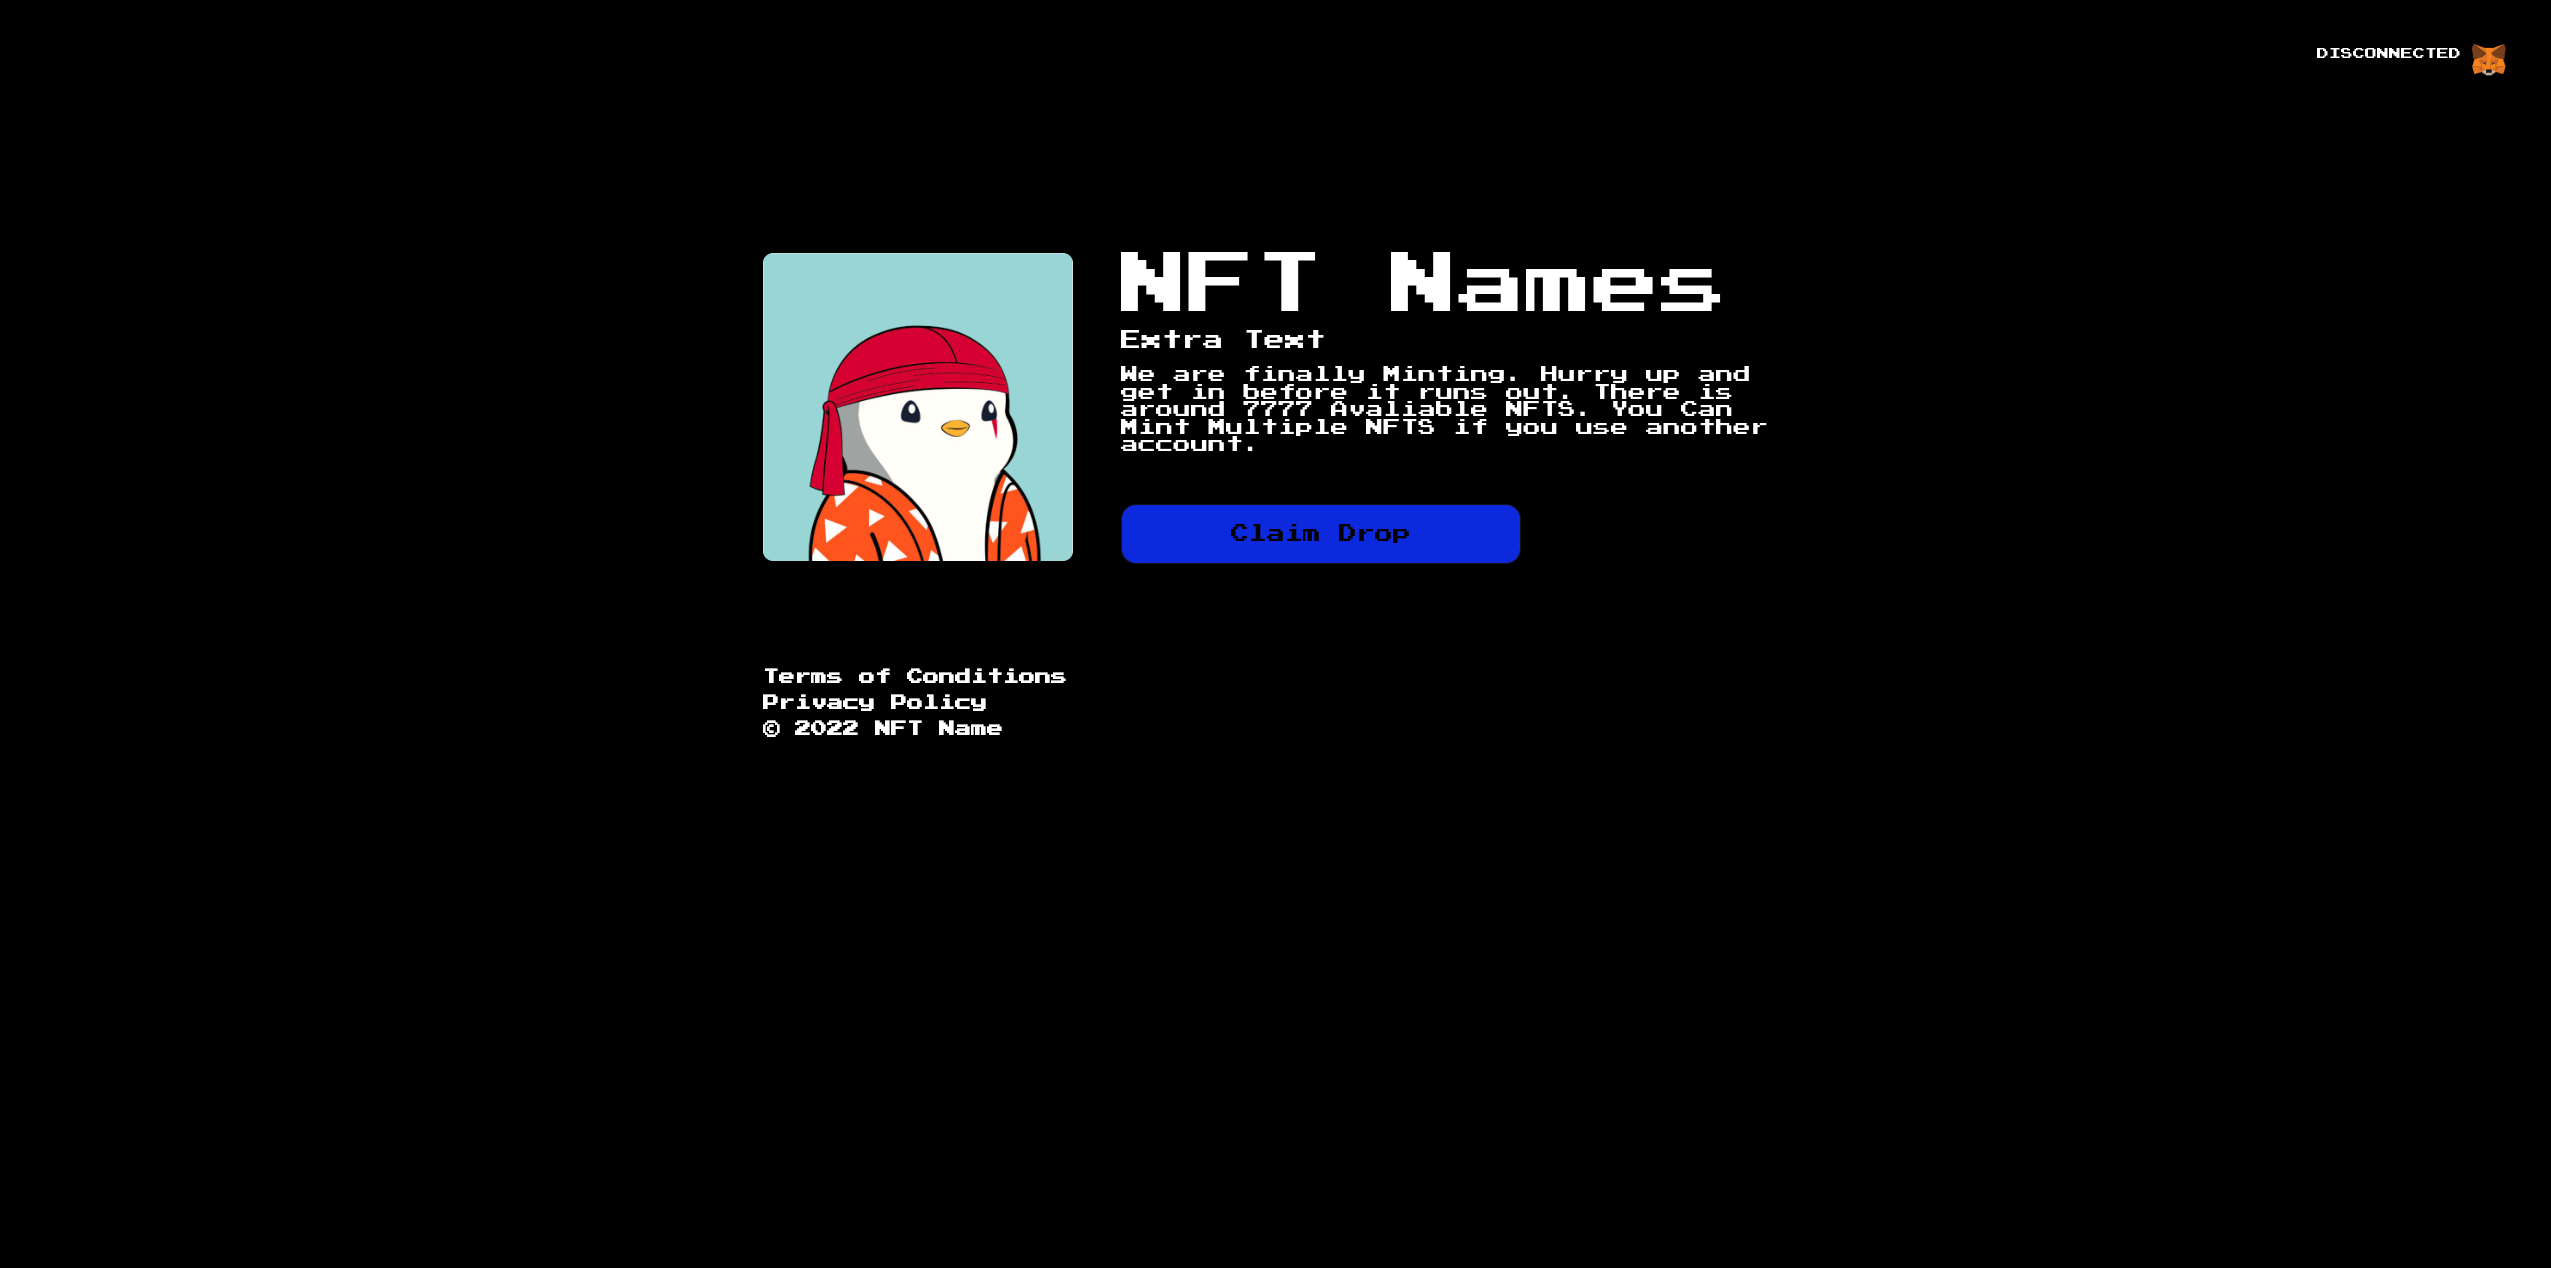 DISCONNECTED
NFT Names
Extra Text
We are finally Minting. Hurry up and
get in before it runs out. There is
around 7777 Avaliable NFTS. You Can
Mint Multiple NFTS if you use another
account.
Claim Drop
Terms of Conditions
Privacy Policy
© 2022 NFT Name